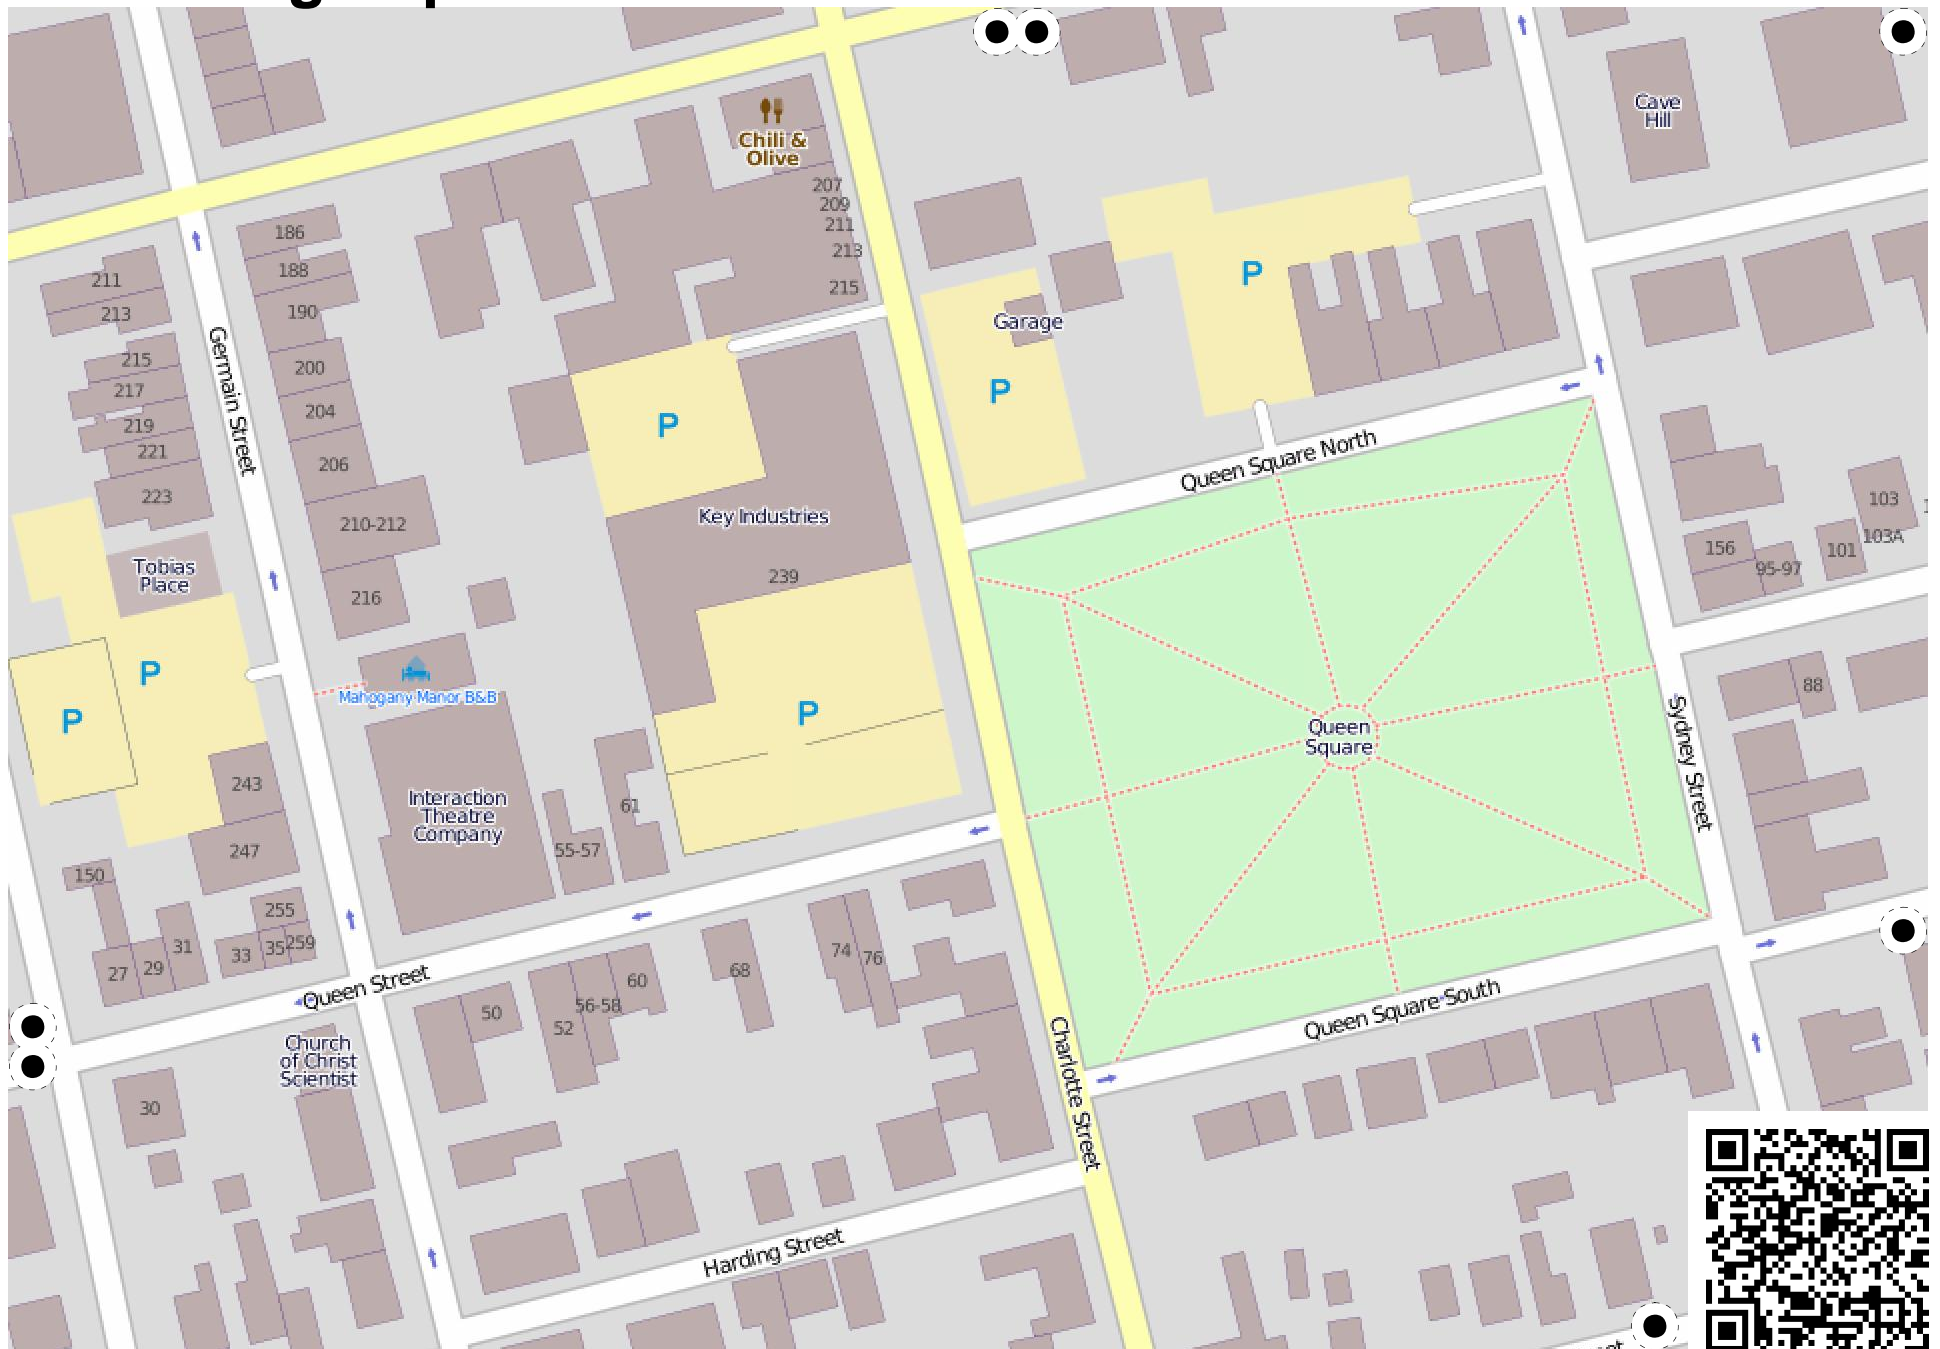 Chili &
Olive
Cave
Hill
207
209
211
213
215
186
188
190
200
204
206
210-212
216
211
213
215
217
219
221
223
Germain Street
P
Garage
P
P
Queen Square North
Key Industries
239
Tobias
Place
P
P
P
Mahogany Manor B&B
Interaction
Theatre
Company
61
55-57
243
247
150
255
259
35
33
31
29
27
Queen
Square
Sydney Street
103
103A
101
95-97
156
88
Queen Street
50
52
56-58
60
68
74
76
Church
of Christ
Scientist
30
Queen Square South
Charlotte Street
Harding Street